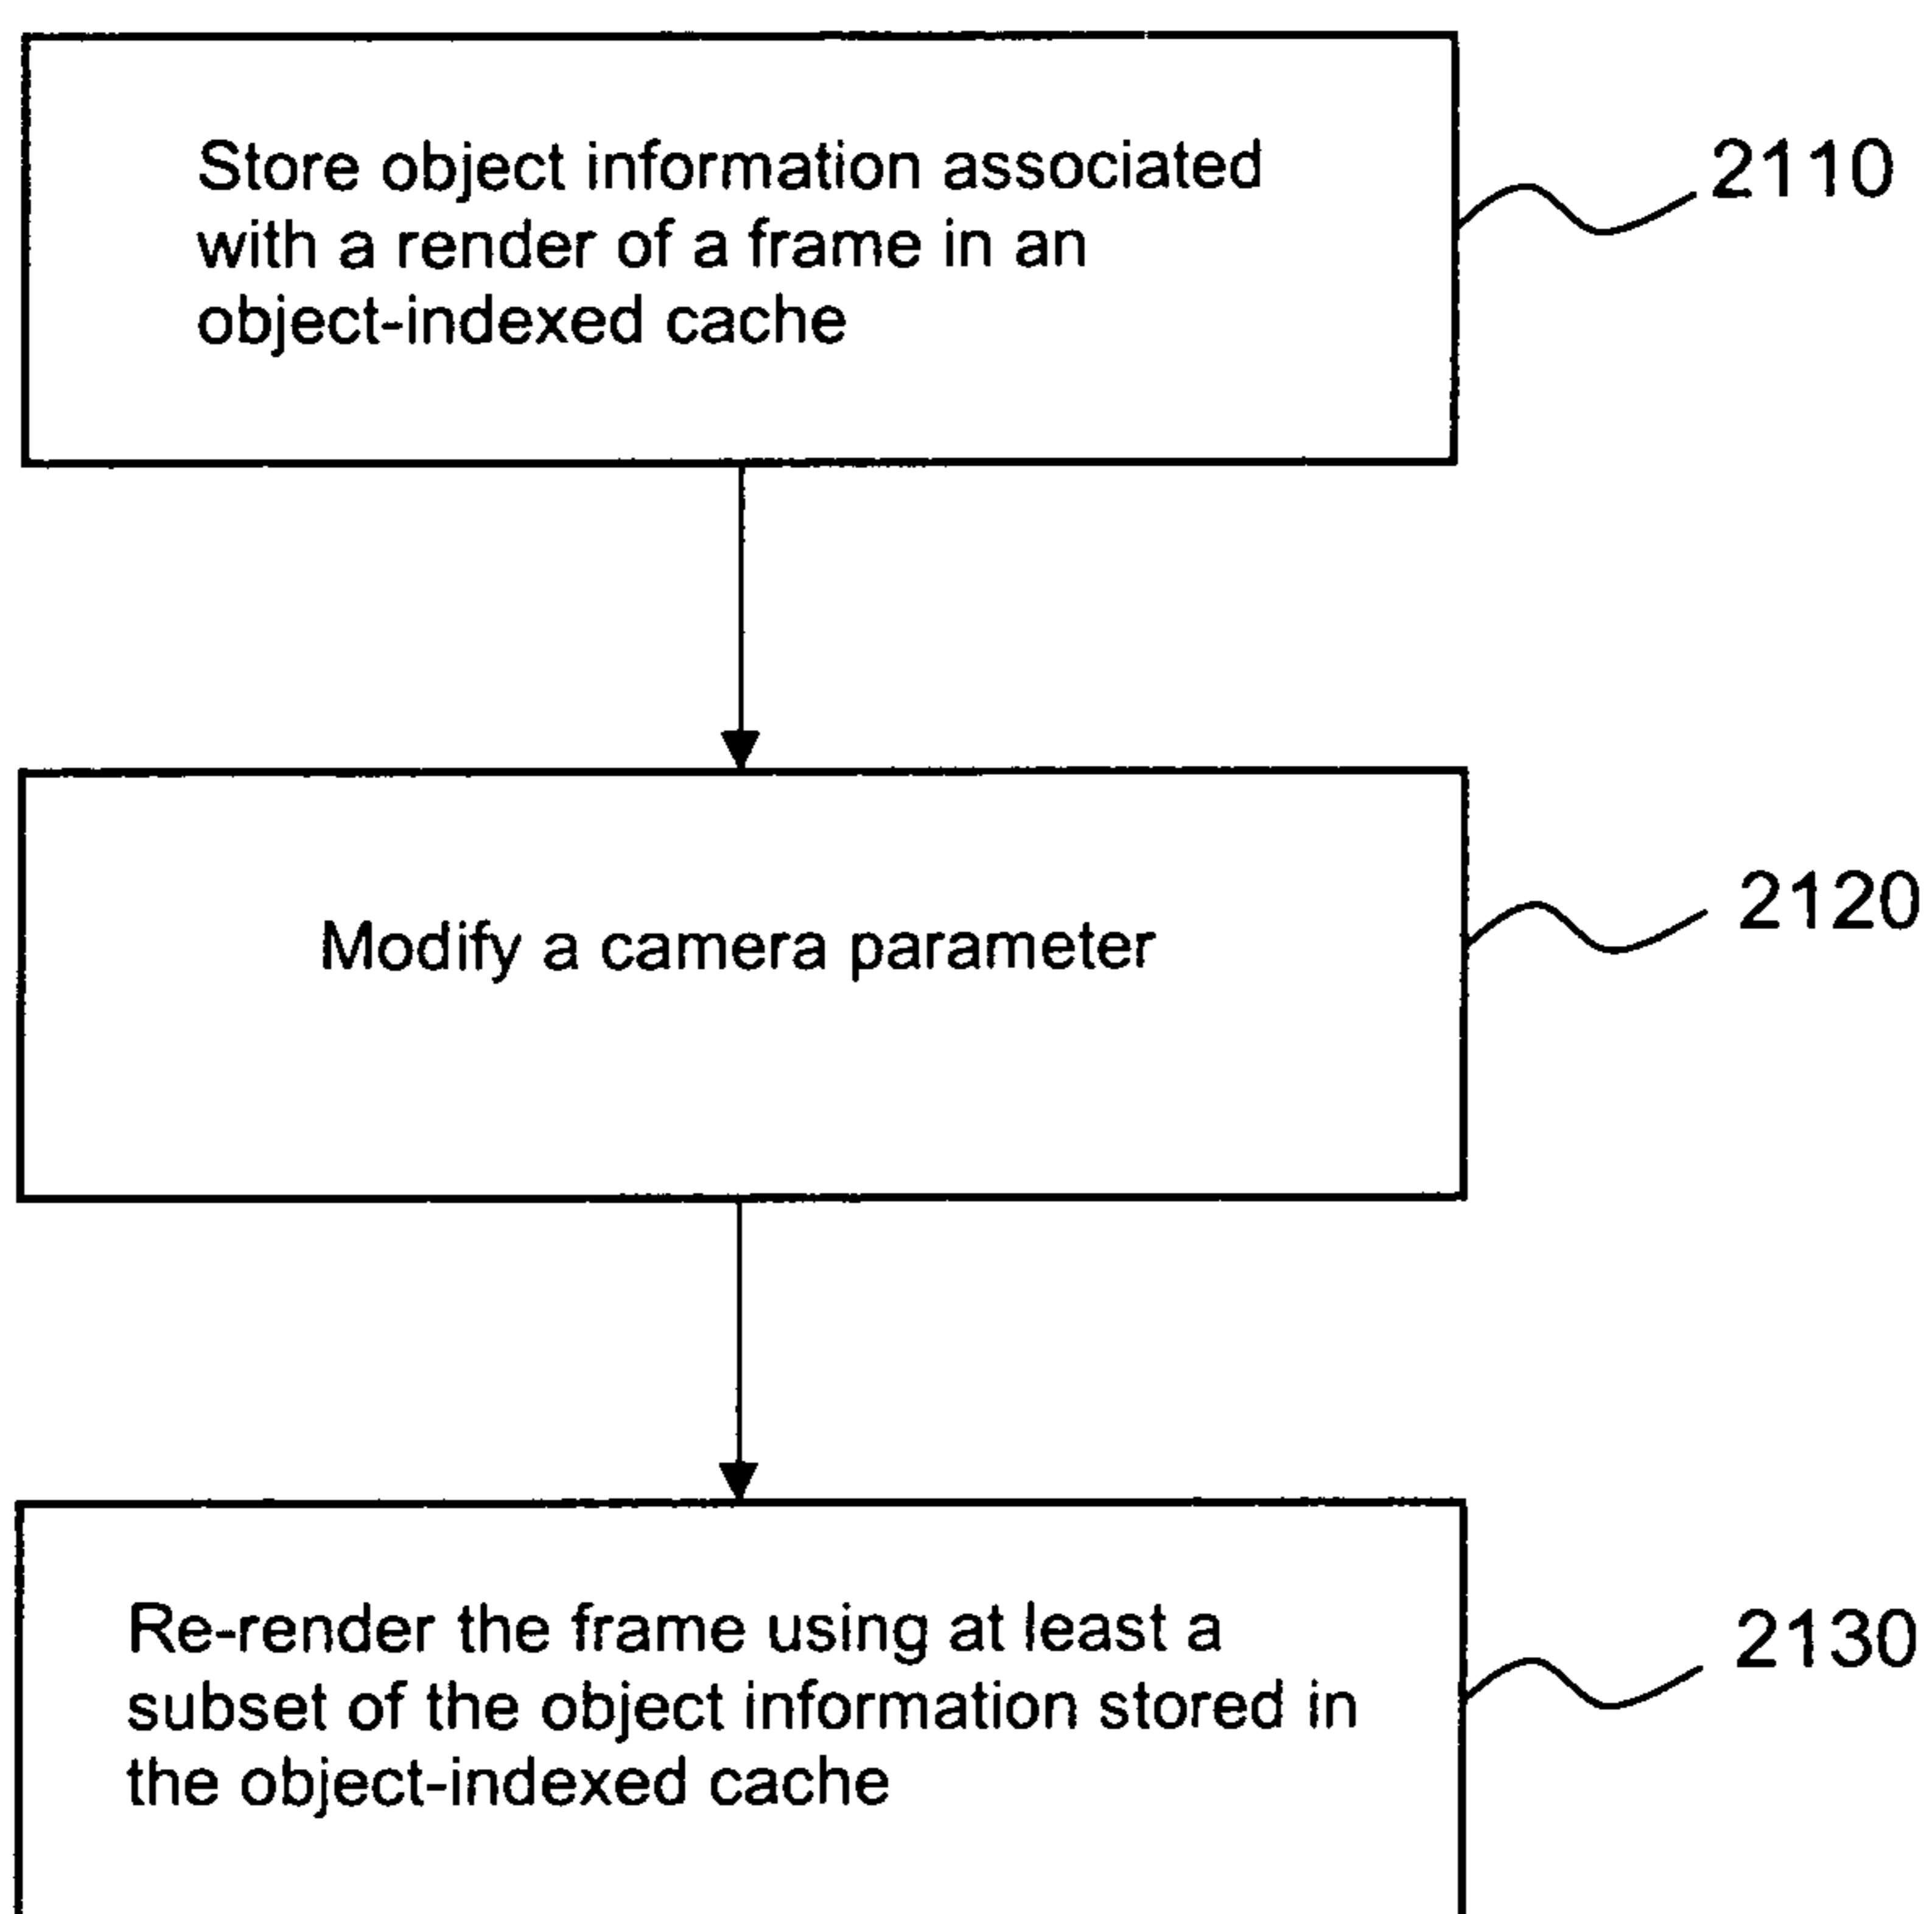 Store object information associated
with a render of a frame in an
object-indexed cache
2110
Modify a camera parameter
2120
Re-render the frame using at least a
subset of the object information stored in
the object-indexed cache
2130